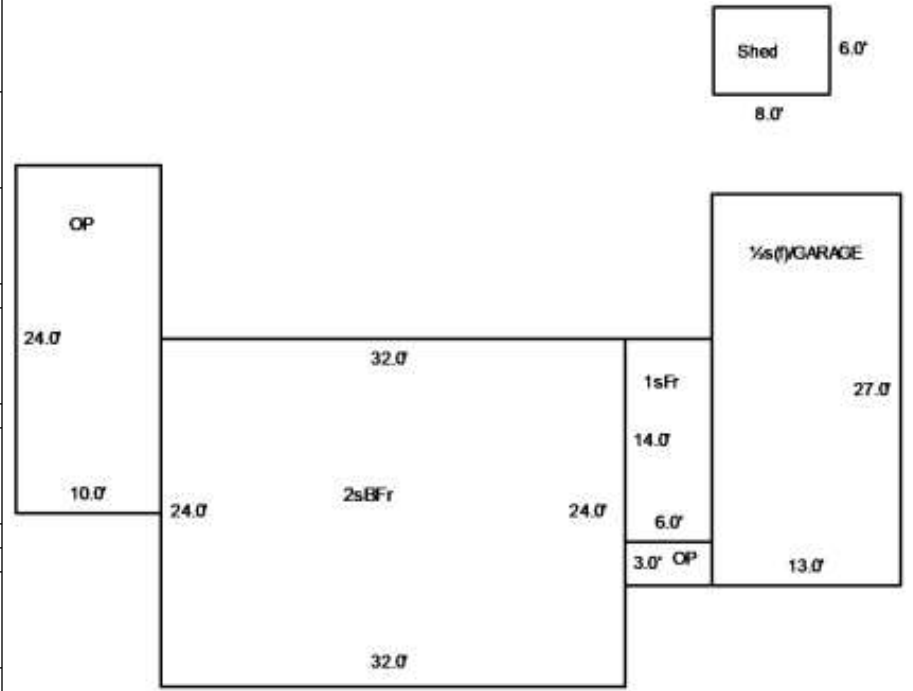 Shed
6.0'
8.0'
OP
24.0'
10.0'
32.0'
24.0'
2sBFr
24.0'
32.0'
1sFr
14.0'
6.0'
3.0' OP
½s(f)/GARAGE
27.0'
13.0'